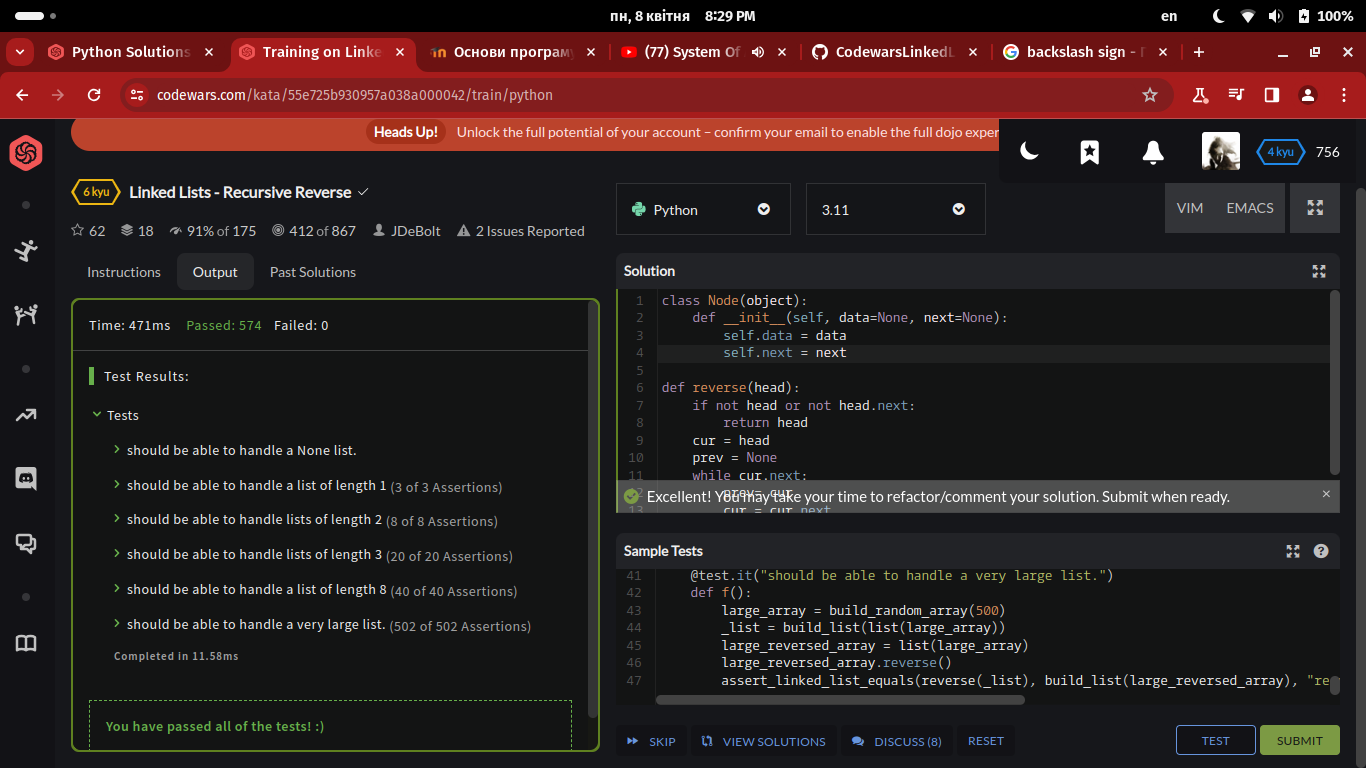 пн, 8 квітня 8:29 PM
en
100%
Python Solutions
Training on Linke
Основи програм
(77) System Of
CodewarsLinkedL
backslash sign - Г
codewars.com/kata/55e725b930957a038a000042/train/python
Heads Up! Unlock the full potential of your account – confirm your email to enable the full dojo exper
4 kyu 756
6 kyu Linked Lists - Recursive Reverse
62 18 91% of 175 412 of 867 JDeBolt 2 Issues Reported
Instructions Output Past Solutions
Time: 471ms Passed: 574 Failed: 0
Test Results:
Tests
should be able to handle a None list.
should be able to handle a list of length 1 (3 of 3 Assertions)
should be able to handle lists of length 2 (8 of 8 Assertions)
should be able to handle lists of length 3 (20 of 20 Assertions)
should be able to handle a list of length 8 (40 of 40 Assertions)
should be able to handle a very large list. (502 of 502 Assertions)
Completed in 11.58ms
You have passed all of the tests! :)
Python
3.11
VIM EMACS
Solution
1 class Node(object):
2 def __init__(self, data=None, next=None):
3 self.data = data
4 self.next = next
5
6 def reverse(head):
7 if not head or not head.next:
8 return head
9 cur = head
10 prev = None
11 while cur.next:
12 prev = cur
13 cur = cur.next
Excellent! You may take your time to refactor/comment your solution. Submit when ready.
Sample Tests
41 @test.it("should be able to handle a very large list.")
42 def f():
43 large_array = build_random_array(500)
44 _list = build_list(list(large_array))
45 large_reversed_array = list(large_array)
46 large_reversed_array.reverse()
47 assert_linked_list_equals(reverse(_list), build_list(large_reversed_array), "re
SKIP VIEW SOLUTIONS DISCUSS (8) RESET TEST SUBMIT